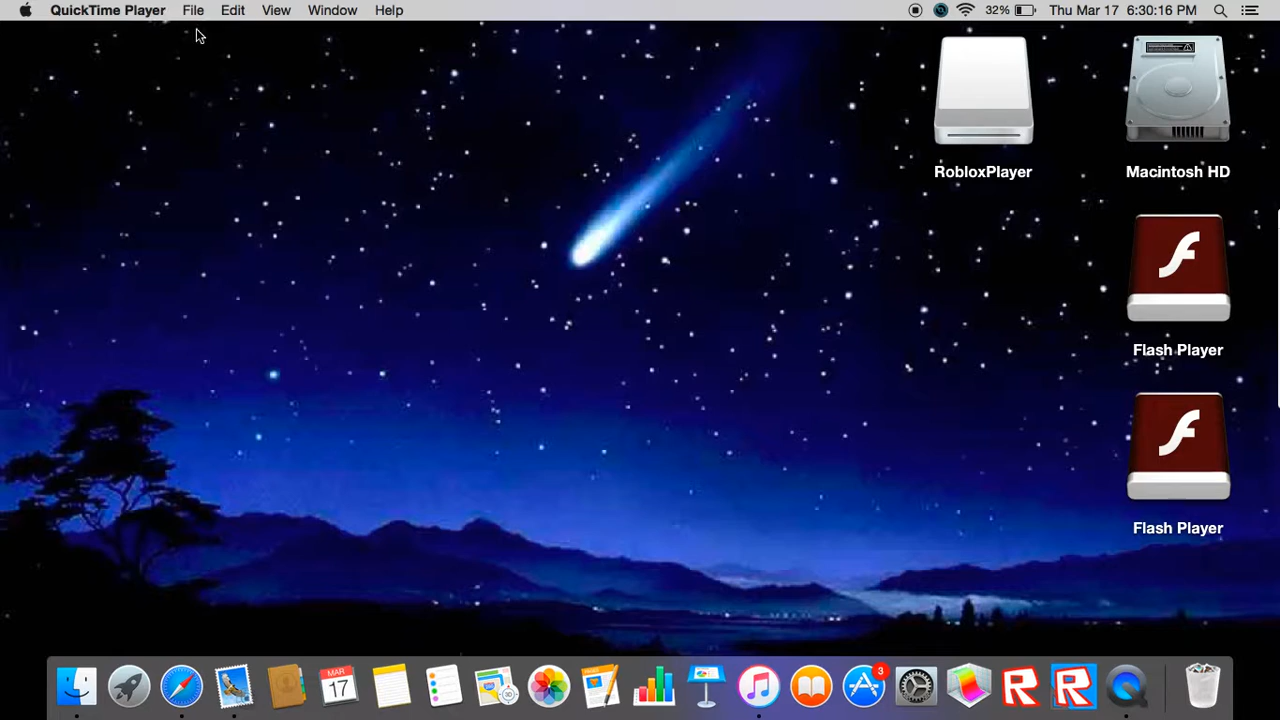 QuickTime Player File Edit View Window Help 32% Thu Mar 17 6:30:16 PM
RobloxPlayer
Macintosh HD
Flash Player
Flash Player
3
MAR
17
30
R
R